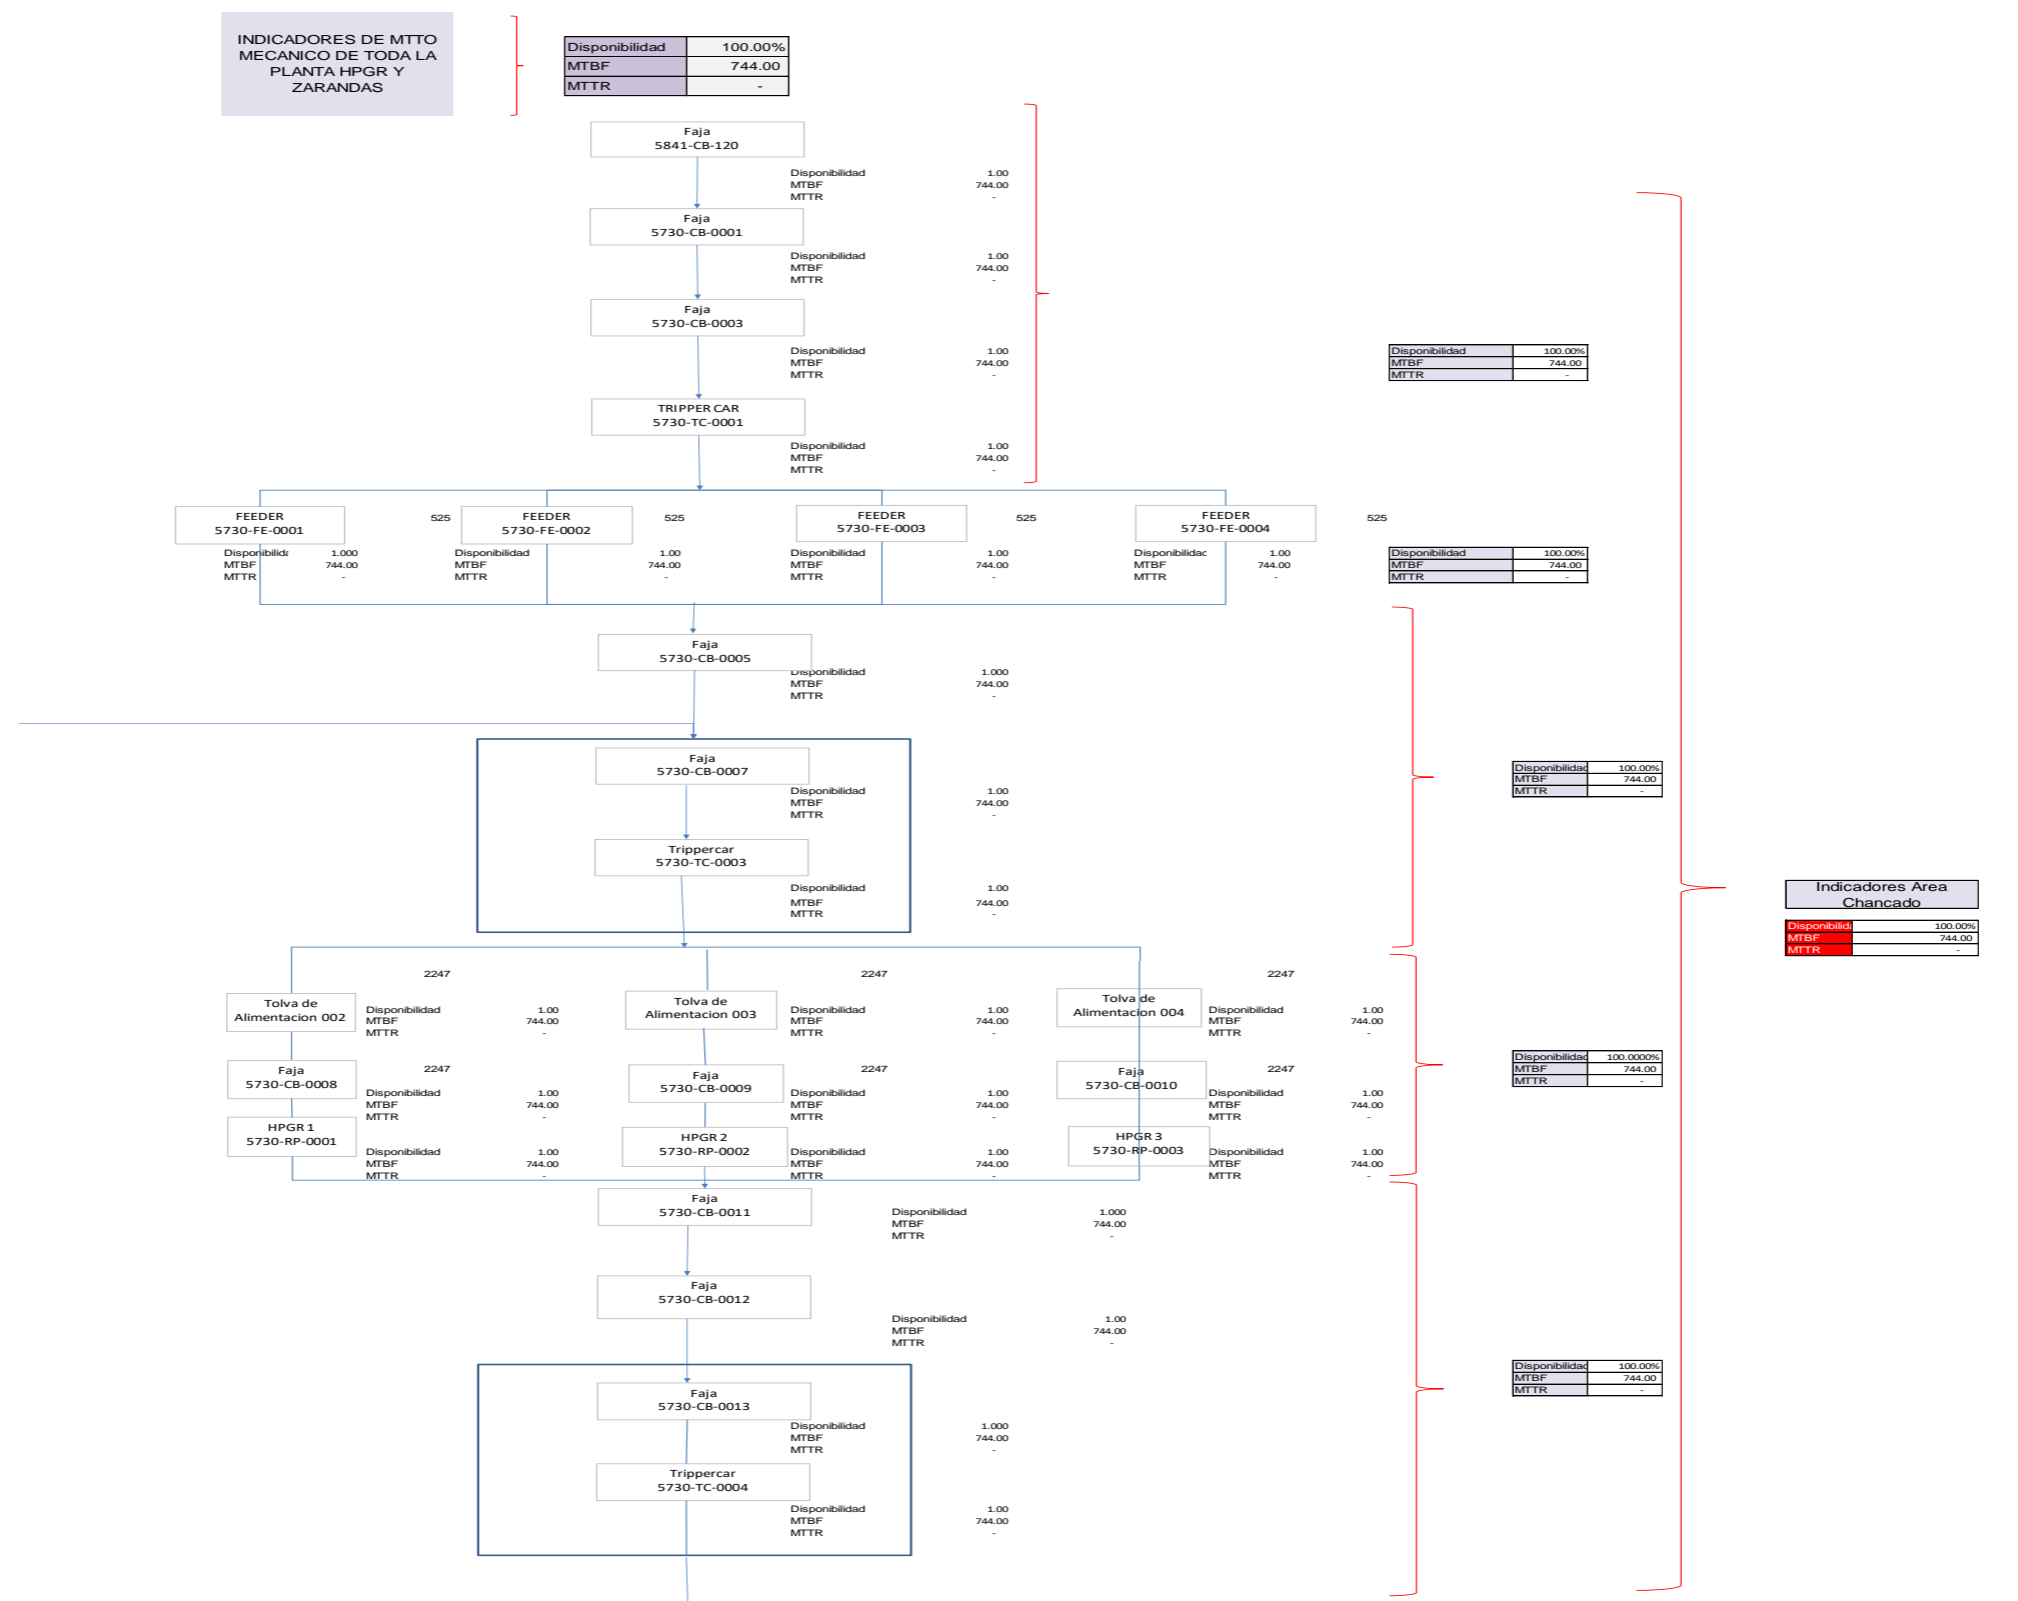 INDICADORES DE MTTO
MECANICO DE TODA LA
PLANTA HPGR Y
ZARANDAS
Disponibilidad 100.00%
MTBF 744.00
MTTR -
Faja
5841-CB-120
Disponibilidad 1.00
MTBF 744.00
MTTR -
Faja
5730-CB-0001
Disponibilidad 1.00
MTBF 744.00
MTTR -
Faja
5730-CB-0003
Disponibilidad 1.00
MTBF 744.00
MTTR -
Disponibilidad 100.00%
MTBF 744.00
MTTR -
TRIPPER CAR
5730-TC-0001
Disponibilidad 1.00
MTBF 744.00
MTTR -
FEEDER
5730-FE-0001
525
Disponibilida 1.000
MTBF 744.00
MTTR -
FEEDER
5730-FE-0002
525
Disponibilidad 1.00
MTBF 744.00
MTTR -
FEEDER
5730-FE-0003
525
Disponibilidad 1.00
MTBF 744.00
MTTR -
FEEDER
5730-FE-0004
525
Disponibilidac 1.00
MTBF 744.00
MTTR -
Disponibilidad 100.00%
MTBF 744.00
MTTR -
Faja
5730-CB-0005
Disponibilidad 1.000
MTBF 744.00
MTTR -
Faja
5730-CB-0007
Disponibilidad 1.00
MTBF 744.00
MTTR -
Disponibilidad 100.00%
MTBF 744.00
MTTR -
Trippercar
5730-TC-0003
Disponibilidad 1.00
MTBF 744.00
MTTR -
Indicadores Area
Chancado
Disponibilida 100.00%
MTBF 744.00
MTTR -
2247
Tolva de
Alimentacion 002
Disponibilidad 1.00
MTBF 744.00
MTTR -
2247
Tolva de
Alimentacion 003
Disponibilidad 1.00
MTBF 744.00
MTTR -
2247
Tolva de
Alimentacion 004
Disponibilidad 1.00
MTBF 744.00
MTTR -
Faja
5730-CB-0008
2247
Disponibilidad 1.00
MTBF 744.00
MTTR -
Faja
5730-CB-0009
2247
Disponibilidad 1.00
MTBF 744.00
MTTR -
Faja
5730-CB-0010
2247
Disponibilidad 1.00
MTBF 744.00
MTTR -
Disponibilidad 100.0000%
MTBF 744.00
MTTR -
HPGR 1
5730-RP-0001
Disponibilidad 1.00
MTBF 744.00
MTTR -
HPGR 2
5730-RP-0002
Disponibilidad 1.00
MTBF 744.00
MTTR -
HPGR 3
5730-RP-0003
Disponibilidad 1.00
MTBF 744.00
MTTR -
Faja
5730-CB-0011
Disponibilidad 1.000
MTBF 744.00
MTTR -
Faja
5730-CB-0012
Disponibilidad 1.00
MTBF 744.00
MTTR -
Disponibilidad 100.00%
MTBF 744.00
MTTR -
Faja
5730-CB-0013
Disponibilidad 1.000
MTBF 744.00
MTTR -
Trippercar
5730-TC-0004
Disponibilidad 1.00
MTBF 744.00
MTTR -